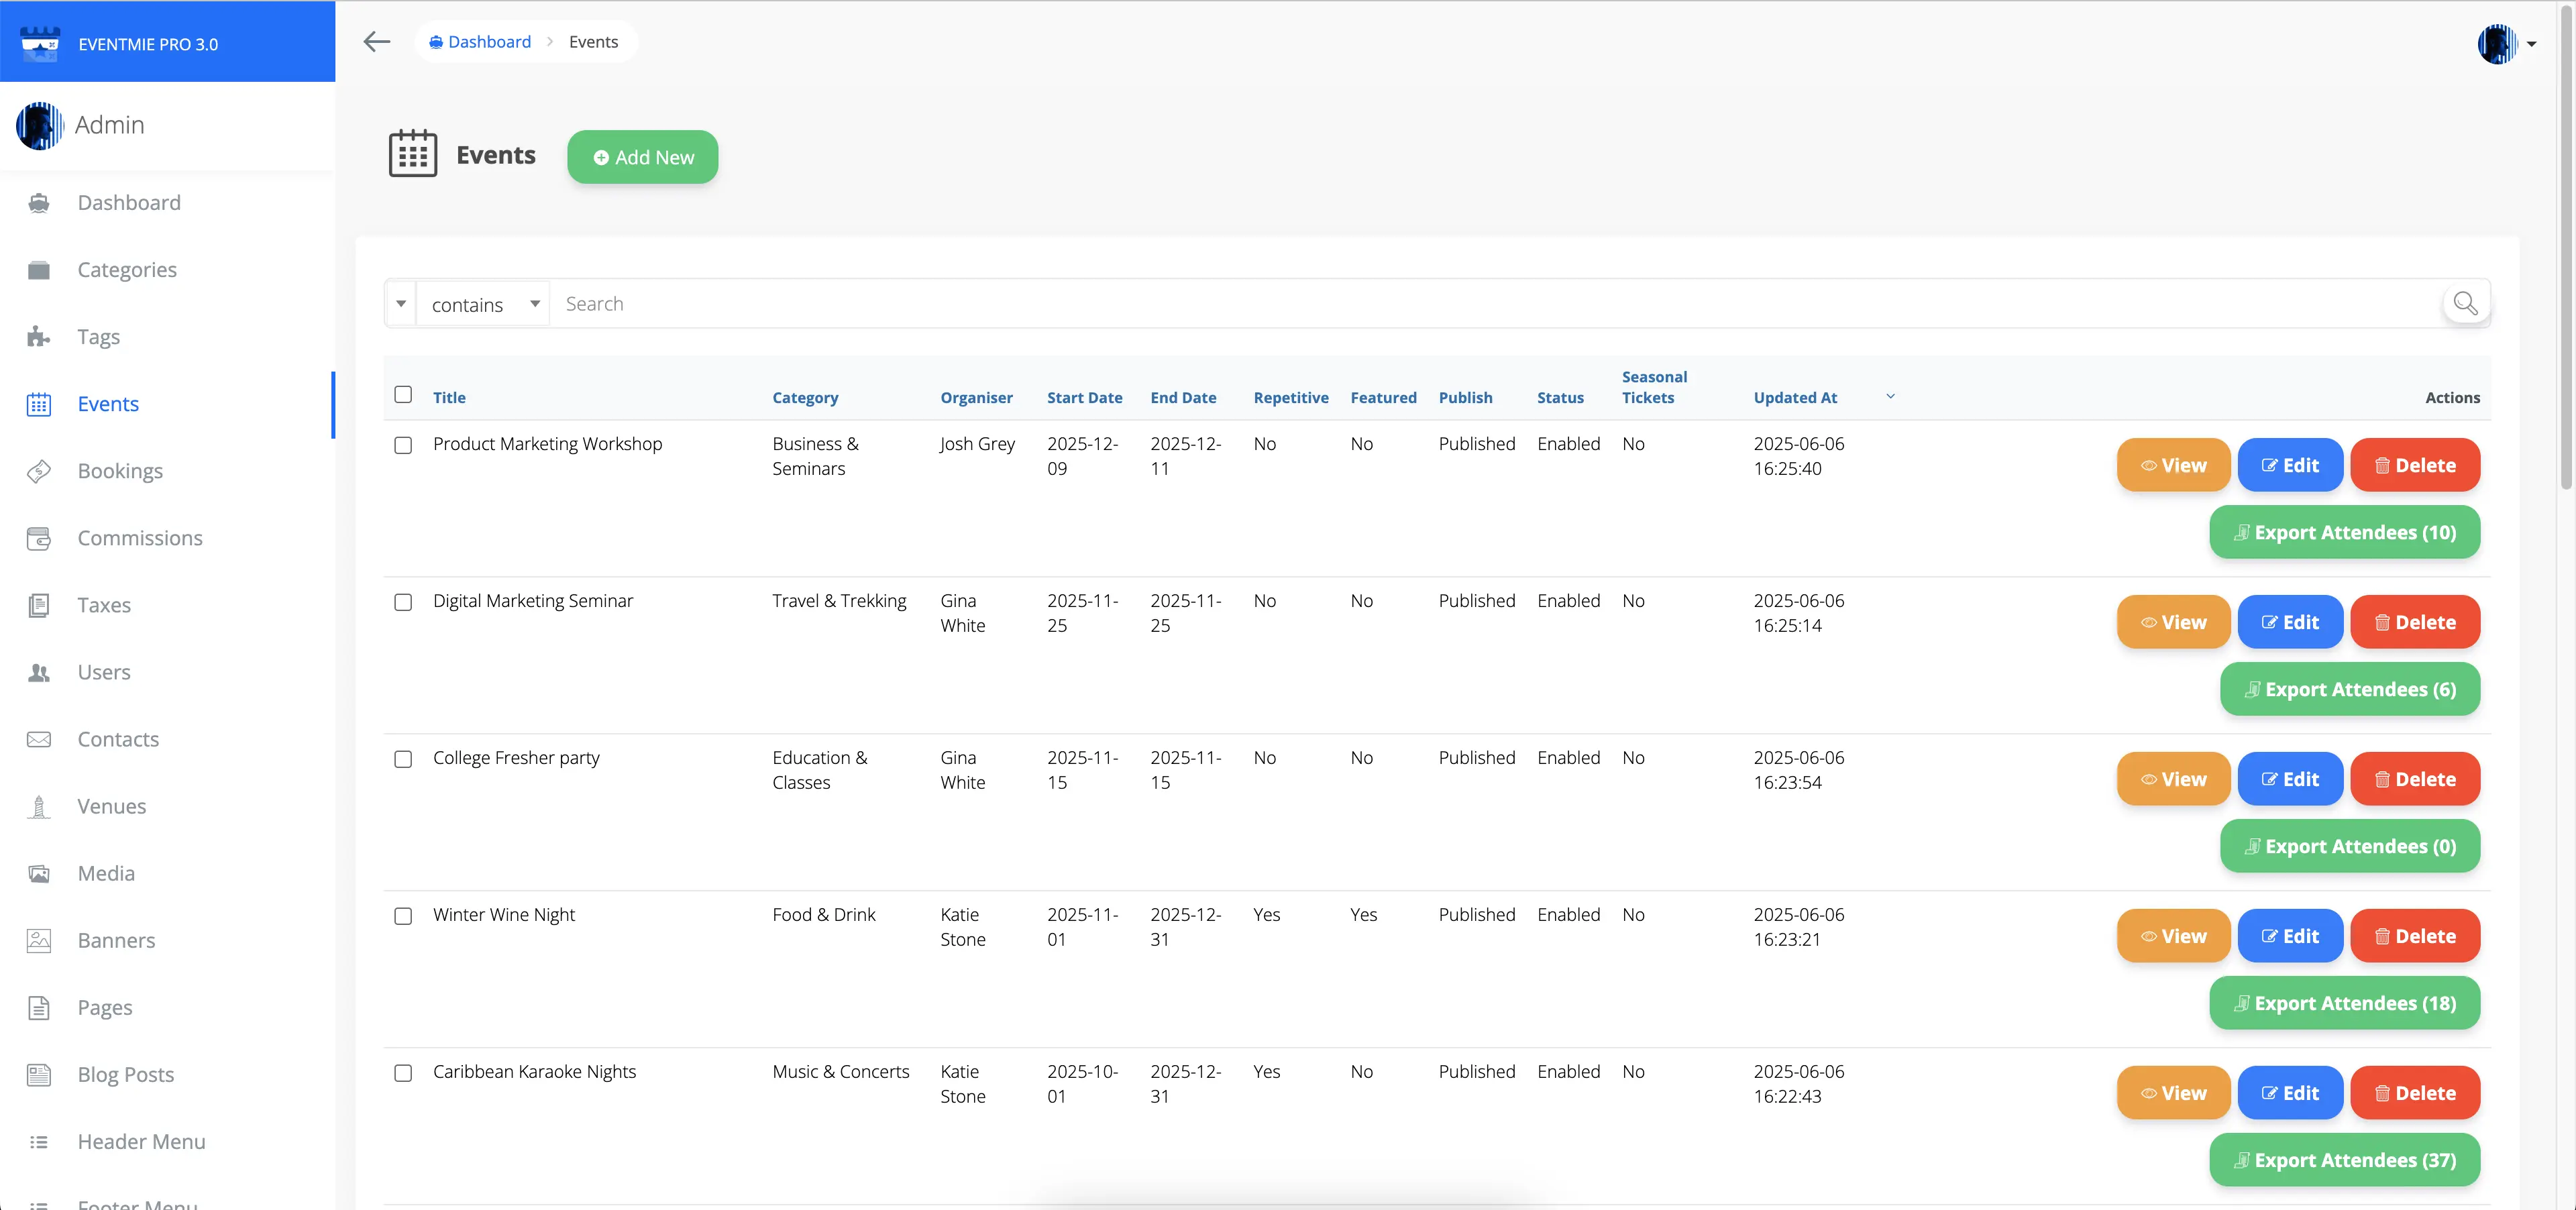 EVENTMIE PRO 3.0
Dashboard
Events
Admin
Events
Add New
Dashboard
Categories
Tags
Events
Bookings
Commissions
Taxes
Users
Contacts
Venues
Media
Banners
Pages
Blog Posts
Header Menu
Footer Menu
contains
Search
Title
Category
Organiser
Start Date
End Date
Repetitive
Featured
Publish
Status
Seasonal
Tickets
Updated At
Actions
Product Marketing Workshop
Business &
Seminars
Josh Grey
2025-12-
09
2025-12-
11
No
No
Published
Enabled
No
2025-06-06
16:25:40
View
Edit
Delete
Export Attendees (10)
Digital Marketing Seminar
Travel & Trekking
Gina
White
2025-11-
25
2025-11-
25
No
No
Published
Enabled
No
2025-06-06
16:25:14
View
Edit
Delete
Export Attendees (6)
College Fresher party
Education &
Classes
Gina
White
2025-11-
15
2025-11-
15
No
No
Published
Enabled
No
2025-06-06
16:23:54
View
Edit
Delete
Export Attendees (0)
Winter Wine Night
Food & Drink
Katie
Stone
2025-11-
01
2025-12-
31
Yes
Yes
Published
Enabled
No
2025-06-06
16:23:21
View
Edit
Delete
Export Attendees (18)
Caribbean Karaoke Nights
Music & Concerts
Katie
Stone
2025-10-
01
2025-12-
31
Yes
No
Published
Enabled
No
2025-06-06
16:22:43
View
Edit
Delete
Export Attendees (37)